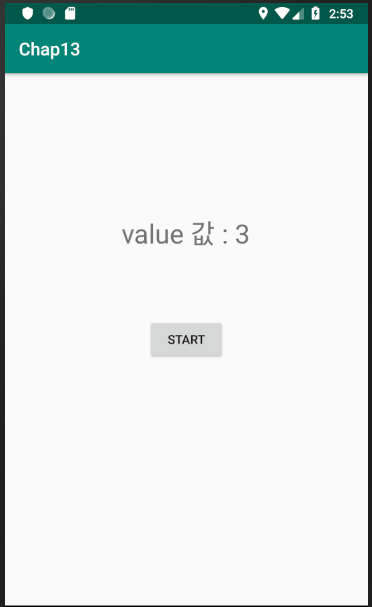 2:53
Chap13
value 값 : 3
START